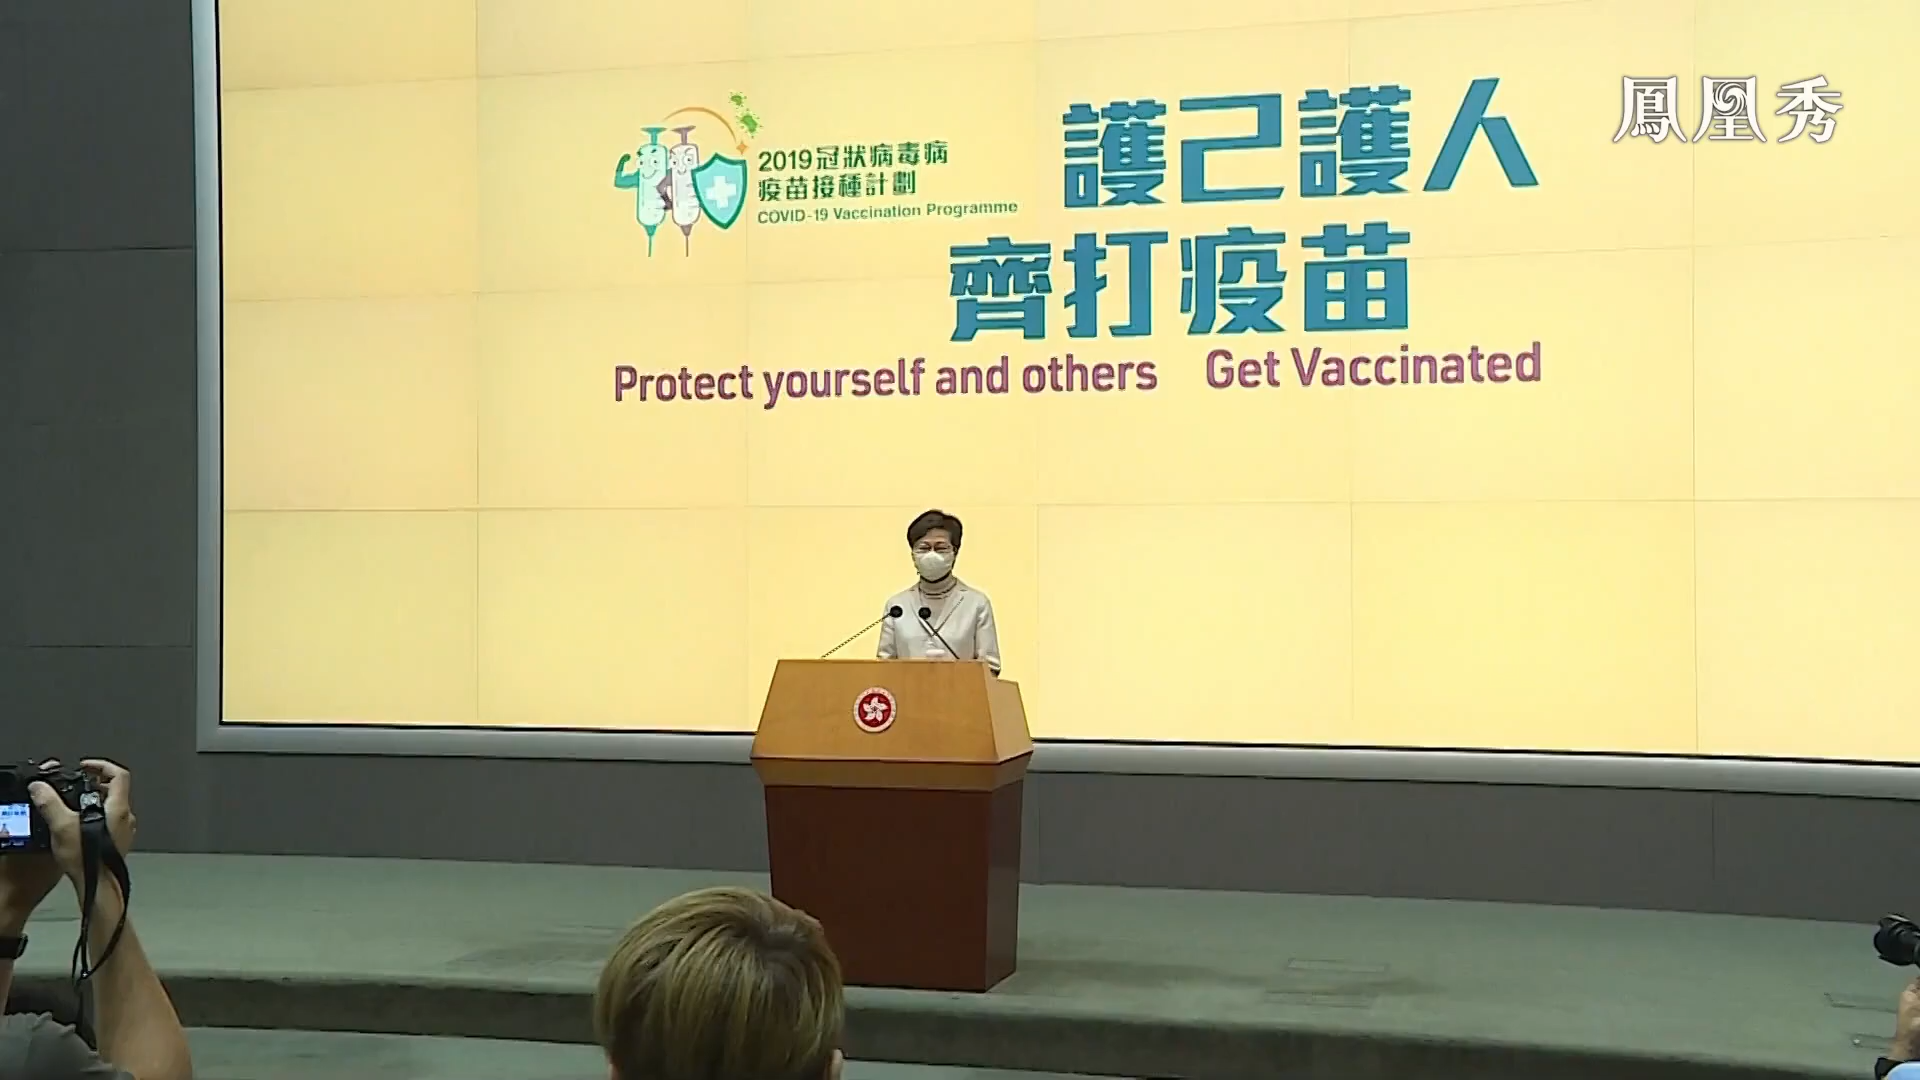 鳳凰秀
2019冠狀病毒病
疫苗接種計劃
COVID-19 Vaccination Programme
護己護人
齊打疫苗
Protect yourself and others Get Vaccinated